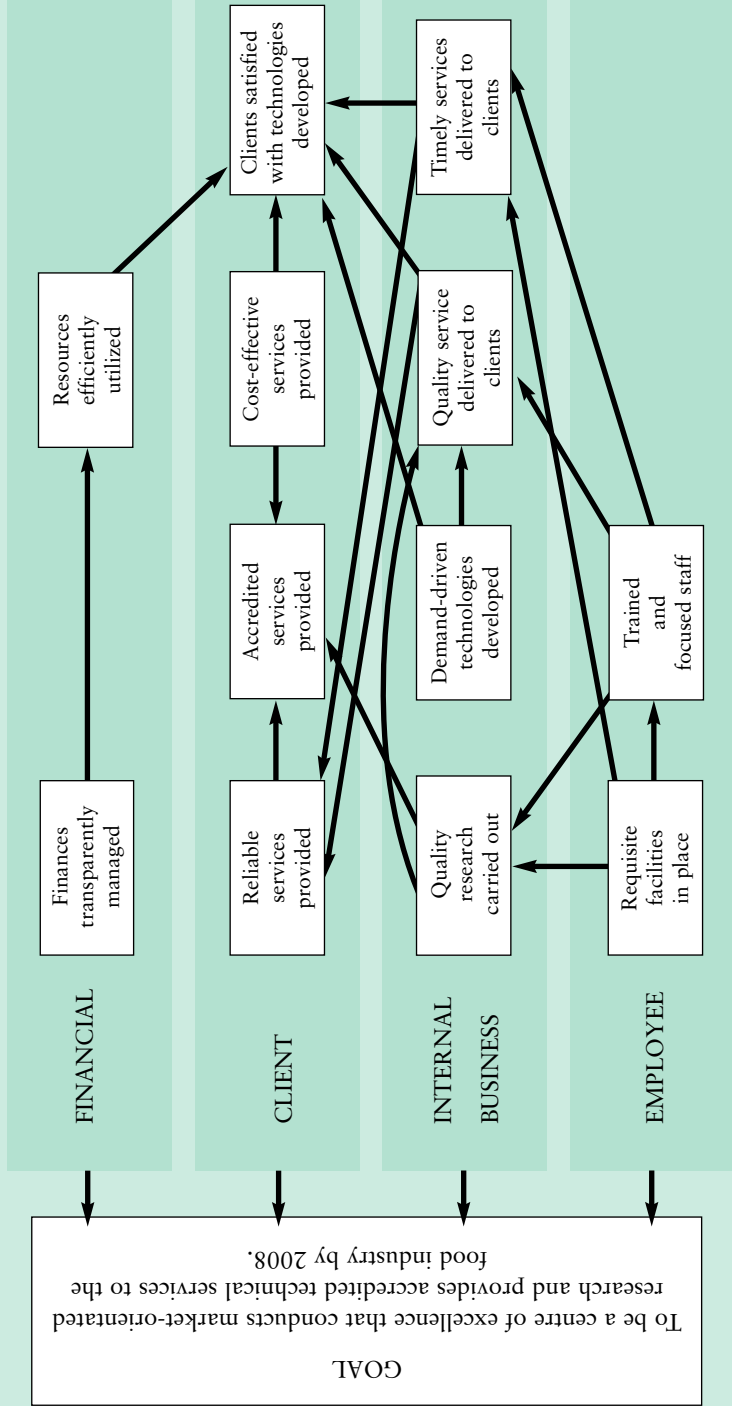 GOAL
To be a centre of excellence that conducts market-orientated
research and provides accredited technical services to the
food industry by 2008.
FINANCIAL
Finances
transparently
managed
Resources
efficiently
utilized
CLIENT
Reliable
services
provided
Accredited
services
provided
Cost-effective
services
provided
Clients satisfied
with technologies
developed
INTERNAL
BUSINESS
Quality
research
carried out
Demand-driven
technologies
developed
Quality service
delivered to
clients
Timely services
delivered to
clients
EMPLOYEE
Requisite
facilities
in place
Trained
and
focused staff